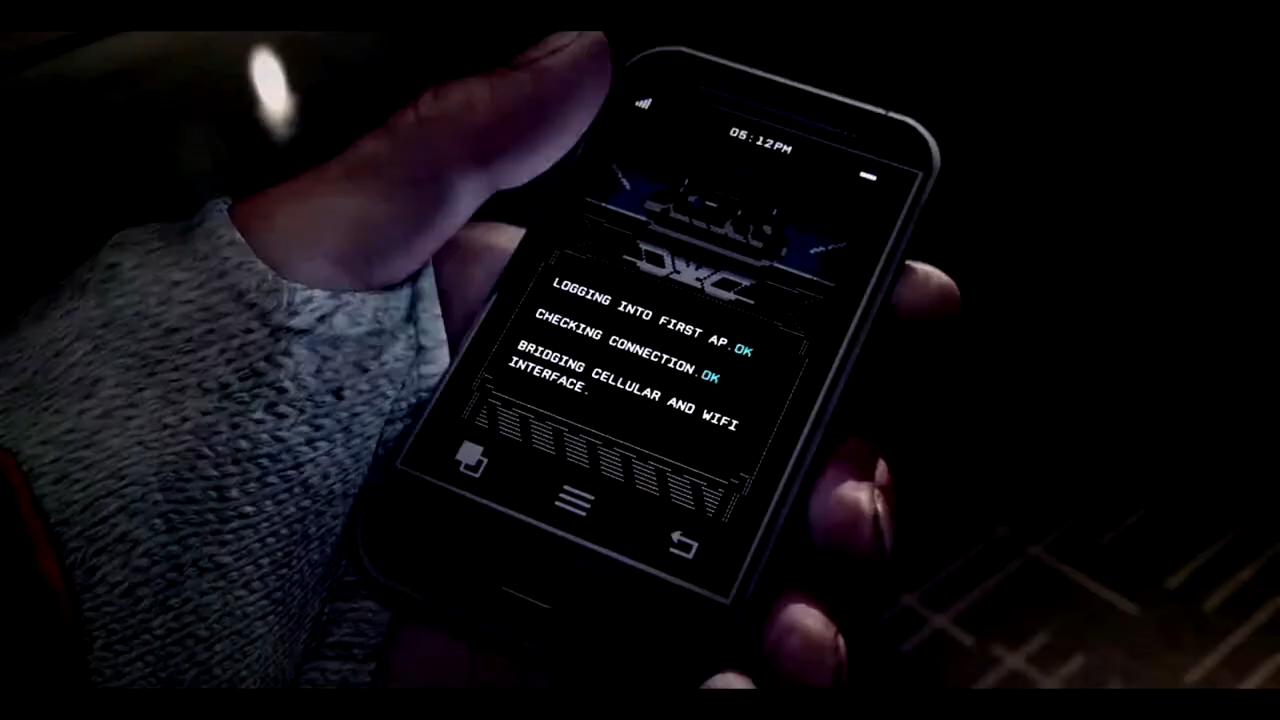 05:12PM
LOGGING INTO FIRST AP.OK
CHECKING CONNECTION.OK
BRIDGING CELLULAR AND WIFI
INTERFACE.